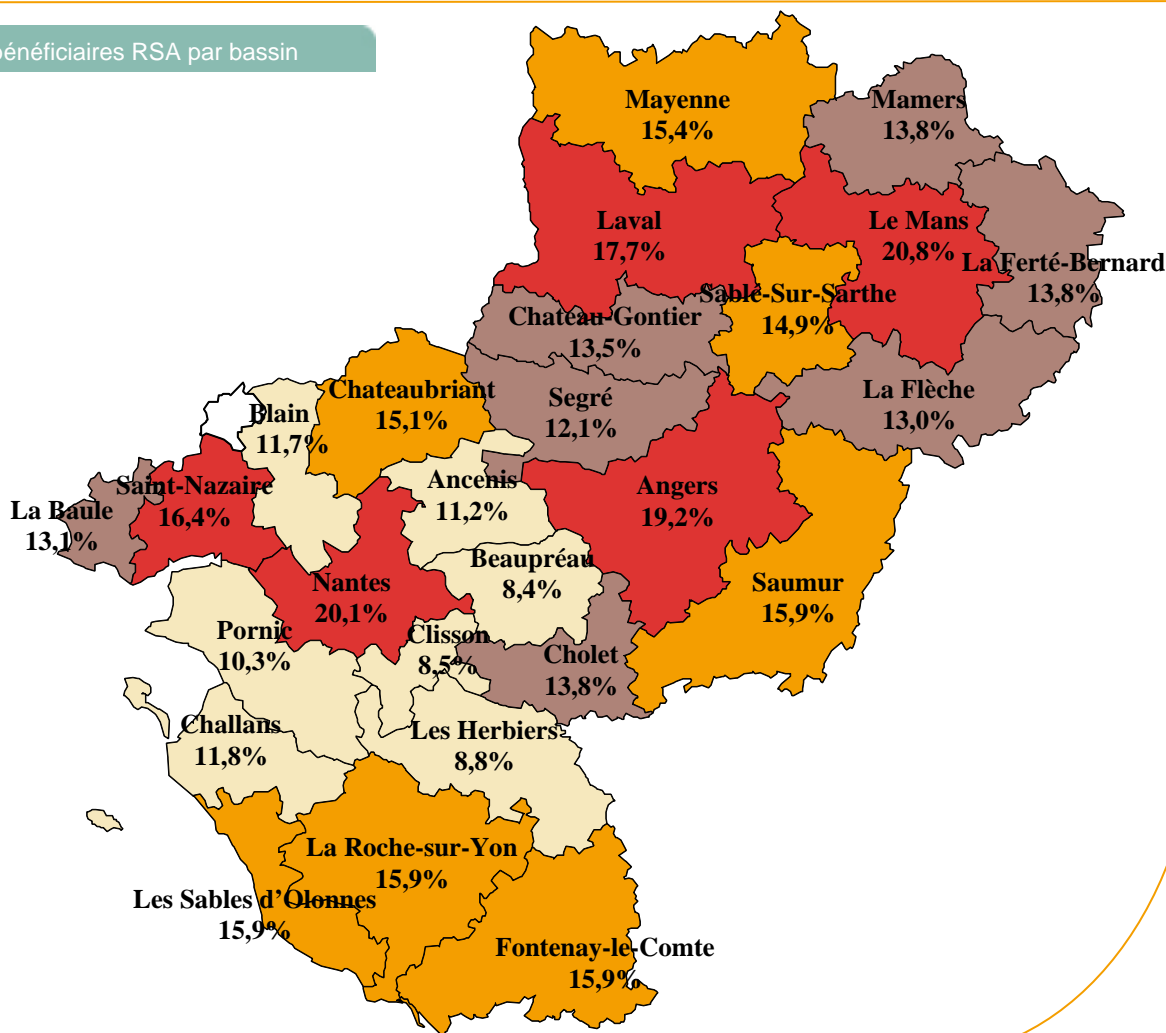 bénéficiaires RSA par bassin
Mayenne
15,4%
Mamers
13,8%
Laval
17,7%
Le Mans
20,8%
La Ferté-Bernard
13,8%
Sablé-Sur-Sarthe
14,9%
Chateau-Gontier
13,5%
Chateaubriant
15,1%
Segré
12,1%
La Flèche
13,0%
Blain
11,7%
Saint-Nazaire
16,4%
Ancenis
11,2%
Angers
19,2%
La Baule
13,1%
Beaupréau
8,4%
Nantes
20,1%
Saumur
15,9%
Pornic
10,3%
Clisson
8,5%
Cholet
13,8%
Challans
11,8%
Les Herbiers
8,8%
La Roche-sur-Yon
15,9%
Les Sables d'Olonnes
15,9%
Fontenay-le-Comte
15,9%